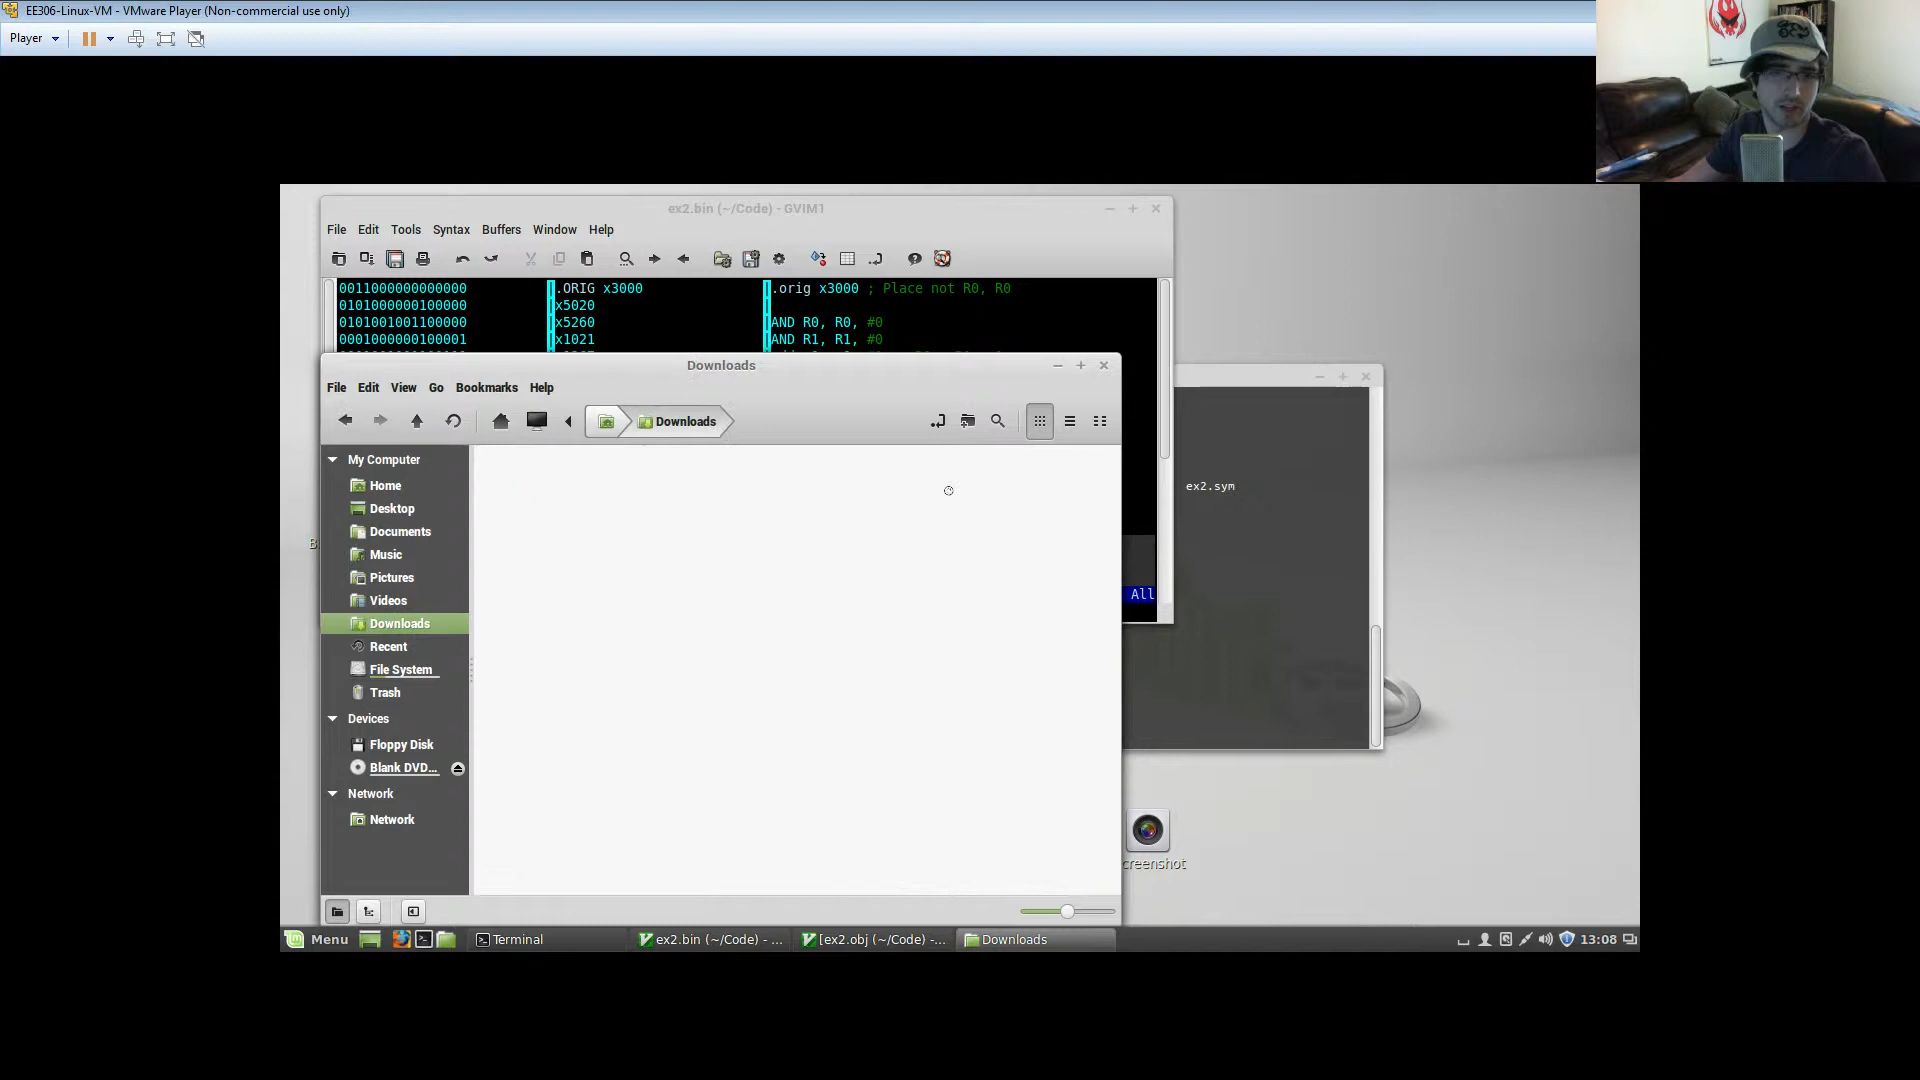 EE306-Linux-VM - VMware Player (Non-commercial use only)
Player
ex2.bin (~/Code) - GVIM1
File Edit Tools Syntax Buffers Window Help
0011000000000000 .ORIG x3000 .orig x3000 ; Place not R0, R0
0101000000100000 x5020
0101001001100000 x5260 AND R0, R0, #0
0001000000100001 x1021 AND R1, R1, #0
Downloads
File Edit View Go Bookmarks Help
Downloads
My Computer
Home
Desktop
Documents
Music
Pictures
Videos
Downloads
Recent
File System
Trash
Devices
Floppy Disk
Blank DVD...
Network
Network
ex2.sym
B
All
creenshot
Menu Terminal ex2.bin (~/Code) - ... [ex2.obj (~/Code) -... Downloads 13:08